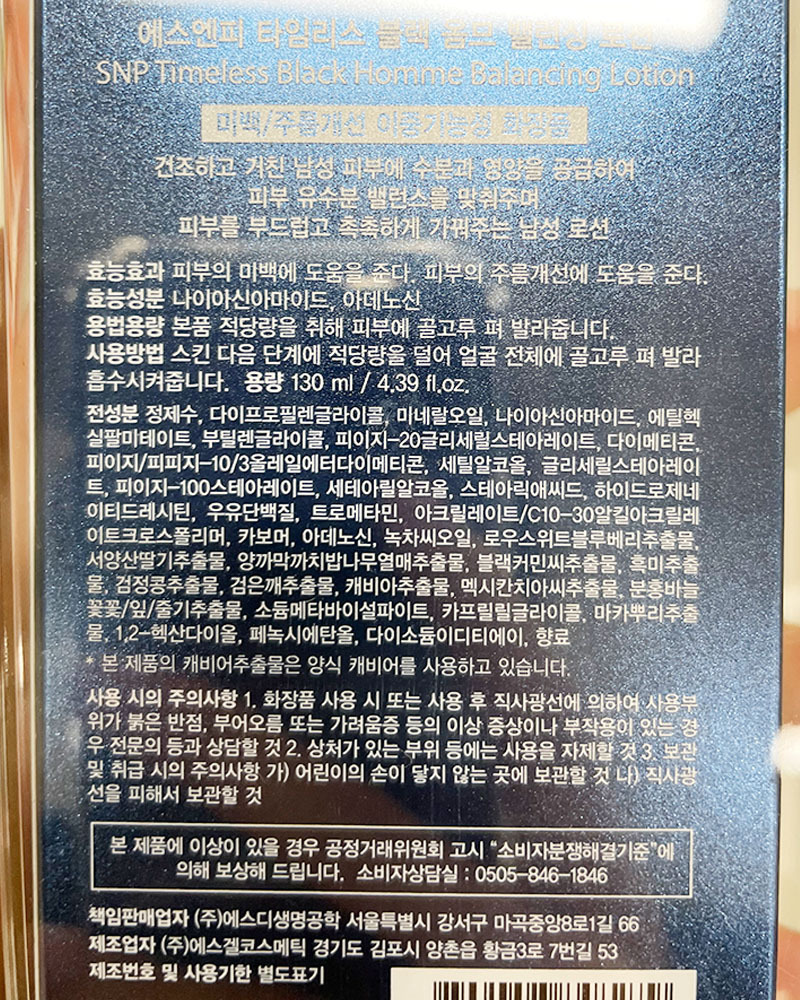 에스엔피 타임리스 블랙 옴므 밸런싱 로션
SNP Timeless Black Homme Balancing Lotion
미백/주름개선 이중기능성 화장품
건조하고 거친 남성 피부에 수분과 영양을 공급하여
피부 유수분 밸런스를 맞춰주며
피부를 부드럽고 촉촉하게 가꿔주는 남성 로션
효능효과 피부의 미백에 도움을 준다. 피부의 주름개선에 도움을 준다.
효능성분 나이아신아마이드, 아데노신
용법용량 본품 적당량을 취해 피부에 골고루 펴 발라줍니다.
사용방법 스킨 다음 단계에 적당량을 덜어 얼굴 전체에 골고루 펴 발라
흡수시켜줍니다. 용량 130 ml / 4.39 fl.oz.
전성분 정제수, 다이프로필렌글라이콜, 미네랄오일, 나이아신아마이드, 에틸헥
실팔미테이트, 부틸렌글라이콜, 피이지-20글리세릴스테아레이트, 다이메티콘,
피이지/피피지-10/3올레일에터다이메티콘, 세틸알코올, 글리세릴스테아레이
트, 피이지-100스테아레이트, 세테아릴알코올, 스테아릭애씨드, 하이드로제네
이티드레시틴, 우유단백질, 트로메타민, 아크릴레이트/C10-30알킬아크릴레
이트크로스폴리머, 카보머, 아데노신, 녹차씨오일, 로우스위트블루베리추출물,
서양산딸기추출물, 양까막까치밥나무열매추출물, 블랙커민씨추출물, 흑미추출
물, 검정콩추출물, 검은깨추출물, 캐비아추출물, 멕시칸치아씨추출물, 분홍바늘
꽃꽃/잎/줄기추출물, 소듐메타바이설파이트, 카프릴릴글라이콜, 마카뿌리추출
물, 1,2-헥산다이올, 페녹시에탄올, 다이소듐이디티에이, 향료
* 본 제품의 캐비어추출물은 양식 캐비어를 사용하고 있습니다.
사용 시의 주의사항 1. 화장품 사용 시 또는 사용 후 직사광선에 의하여 사용부
위가 붉은 반점, 부어오름 또는 가려움증 등의 이상 증상이나 부작용이 있는 경
우 전문의 등과 상담할 것 2. 상처가 있는 부위 등에는 사용을 자제할 것 3. 보관
및 취급 시의 주의사항 가) 어린이의 손이 닿지 않는 곳에 보관할 것 나) 직사광
선을 피해서 보관할 것
본 제품에 이상이 있을 경우 공정거래위원회 고시 “소비자분쟁해결기준”에
의해 보상해 드립니다. 소비자상담실 : 0505-846-1846
책임판매업자 (주)에스디생명공학 서울특별시 강서구 마곡중앙8로1길 66
제조업자 (주)에스겔코스메틱 경기도 김포시 양촌읍 황금3로 7번길 53
제조번호 및 사용기한 별도표기